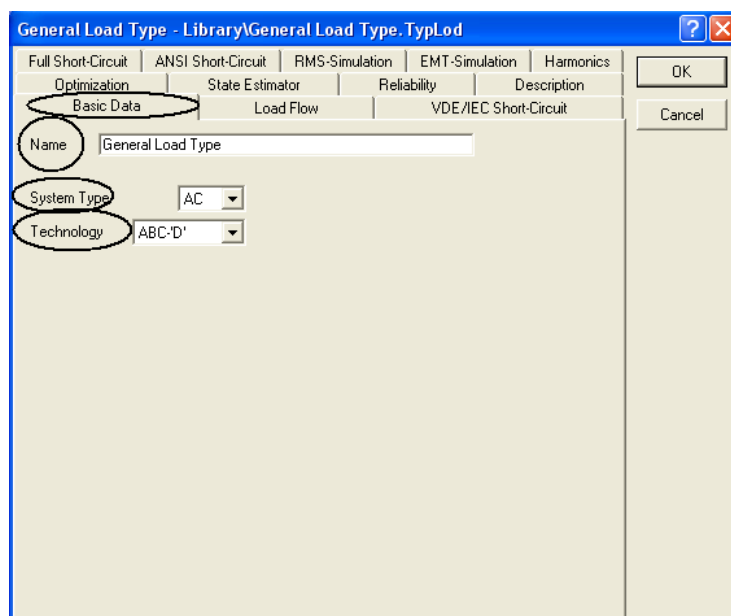 General Load Type - Library\General Load Type.TypLod
Full Short-Circuit ANSI Short-Circuit RMS-Simulation EMT-Simulation Harmonics
OK
Optimization State Estimator Reliability Description
Basic Data Load Flow VDE/IEC Short-Circuit
Cancel
Name General Load Type
System Type AC
Technology ABC-'D'